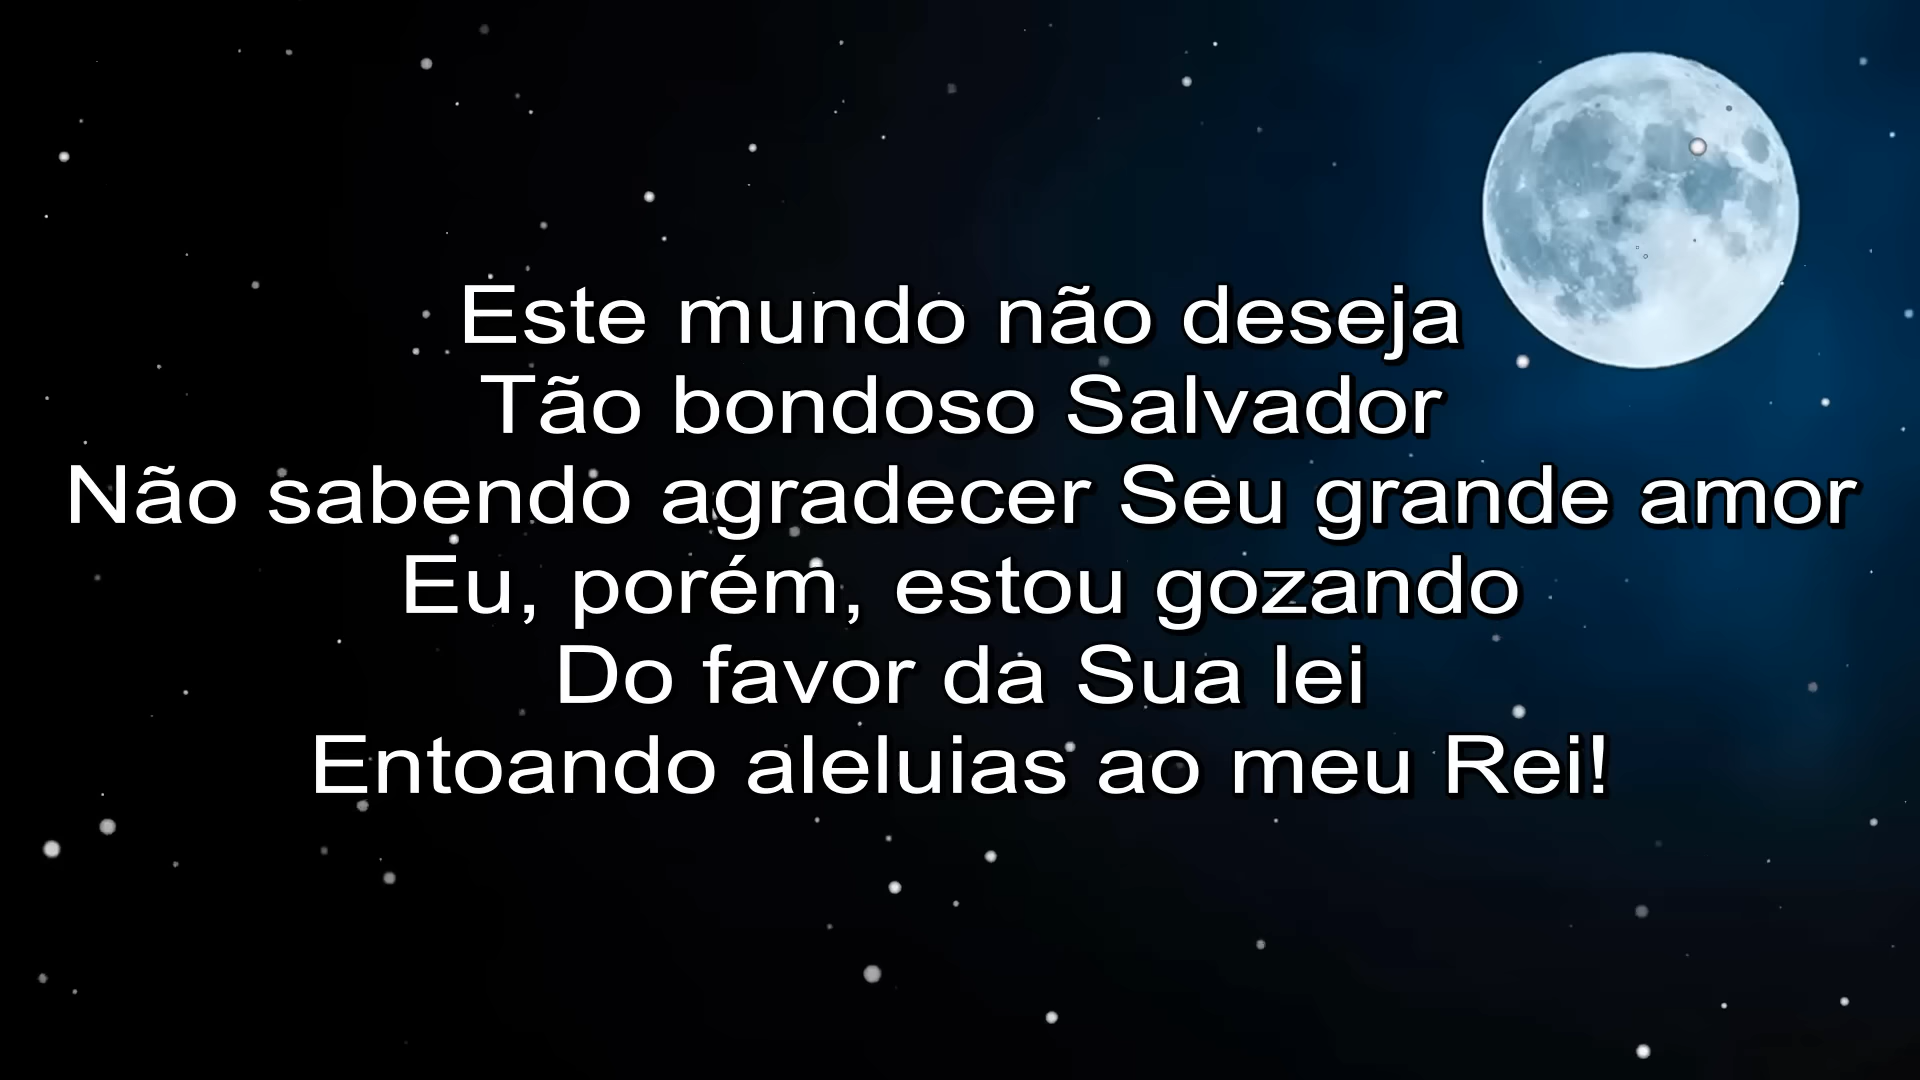 Este mundo não deseja
Tão bondoso Salvador
Não sabendo agradecer Seu grande amor
Eu, porém, estou gozando
Do favor da Sua lei
Entoando aleluias ao meu Rei!